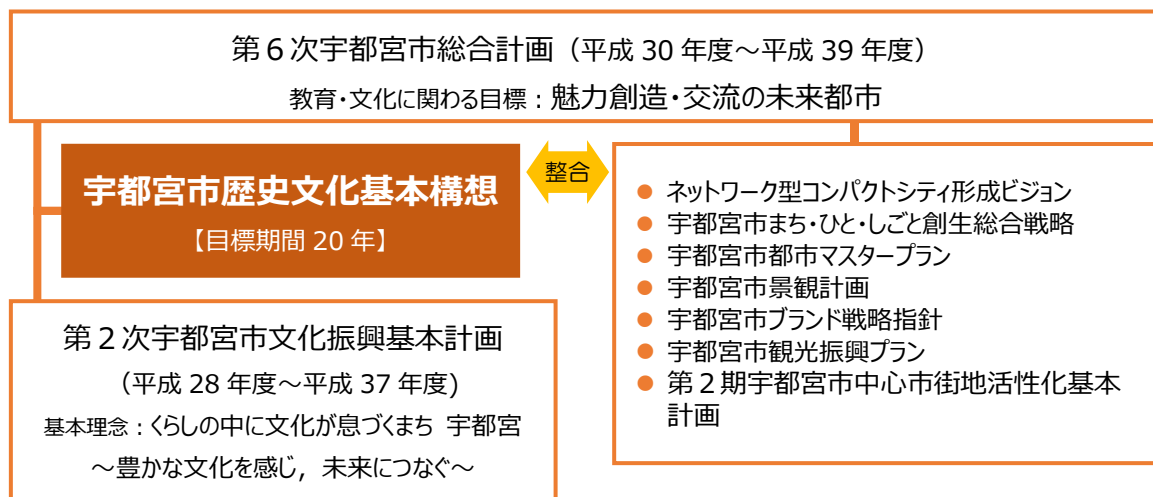 第６次宇都宮市総合計画（平成 30 年度～平成 39 年度）
教育・文化に関わる目標：魅力創造・交流の未来都市
宇都宮市歴史文化基本構想
【目標期間 20 年】
整合
● ネットワーク型コンパクトシティ形成ビジョン
● 宇都宮市まち・ひと・しごと創生総合戦略
● 宇都宮市都市マスタープラン
● 宇都宮市景観計画
● 宇都宮市ブランド戦略指針
● 宇都宮市観光振興プラン
● 第２期宇都宮市中心市街地活性化基本
計画
第２次宇都宮市文化振興基本計画
（平成 28 年度～平成 37 年度)
基本理念：くらしの中に文化が息づくまち 宇都宮
～豊かな文化を感じ，未来につなぐ～